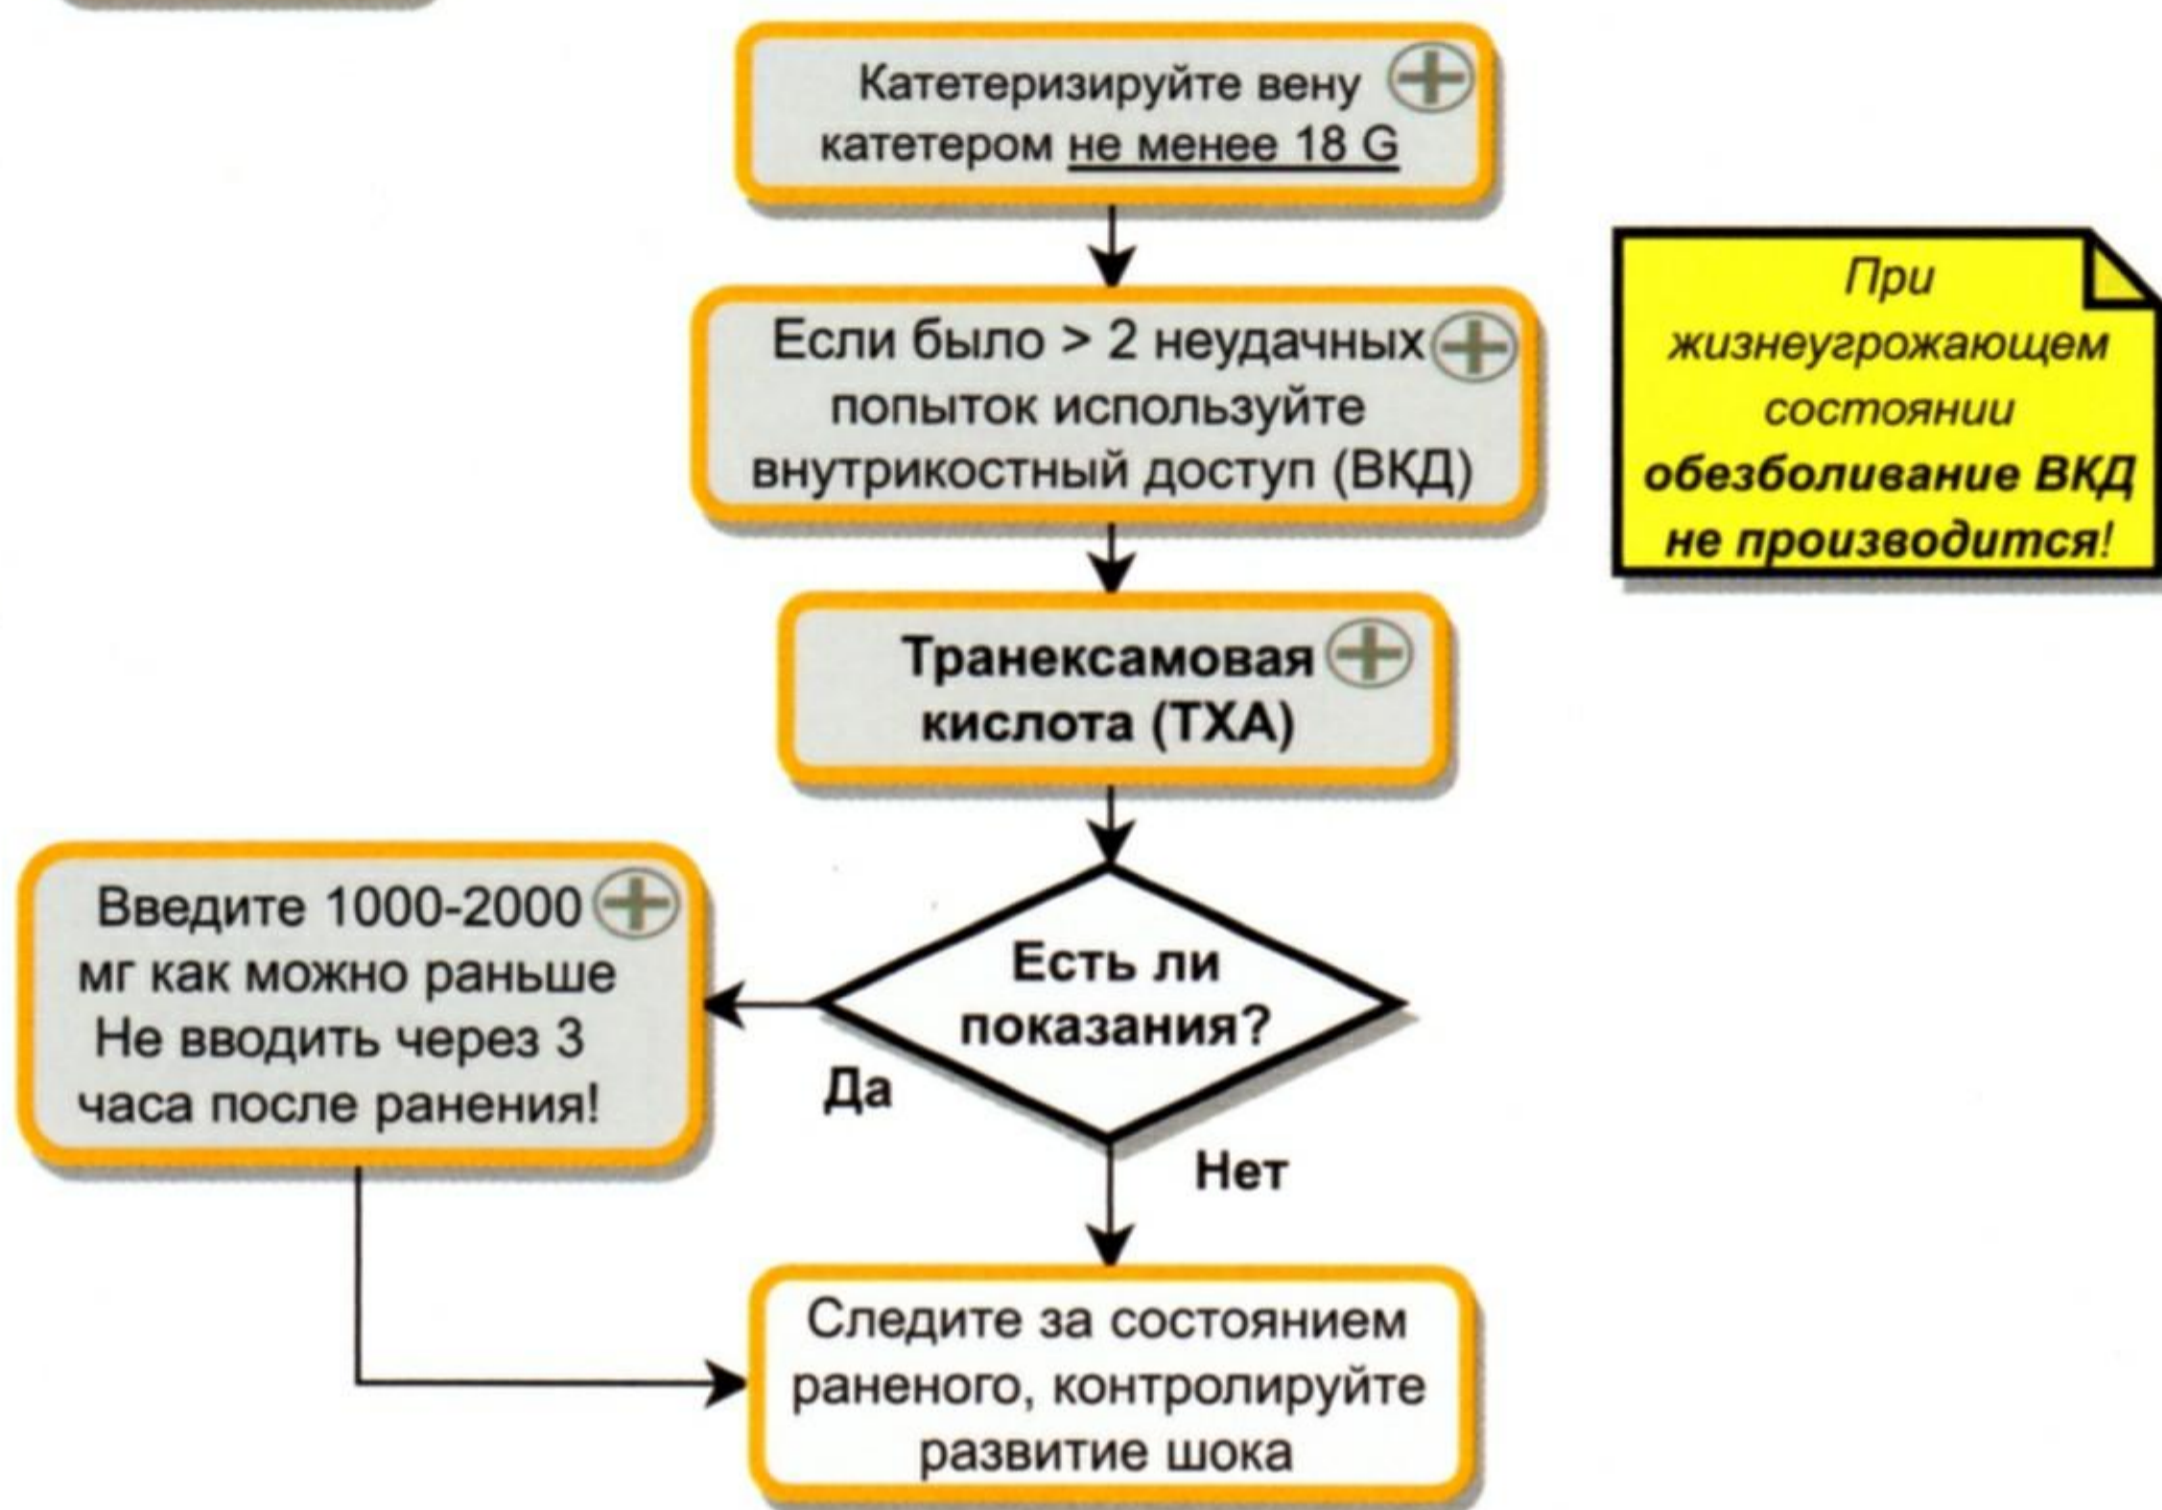 Катетеризируйте вену
катетером не менее 18 G
Если было > 2 неудачных
попыток используйте
внутрикостный доступ (ВКД)
При
жизнеугрожающем
состоянии
обезболивание ВКД
не производится!
Транексамовая
кислота (ТХА)
Есть ли
показания?
Да
Введите 1000-2000
мг как можно раньше
Не вводить через 3
часа после ранения!
Нет
Следите за состоянием
раненого, контролируйте
развитие шока